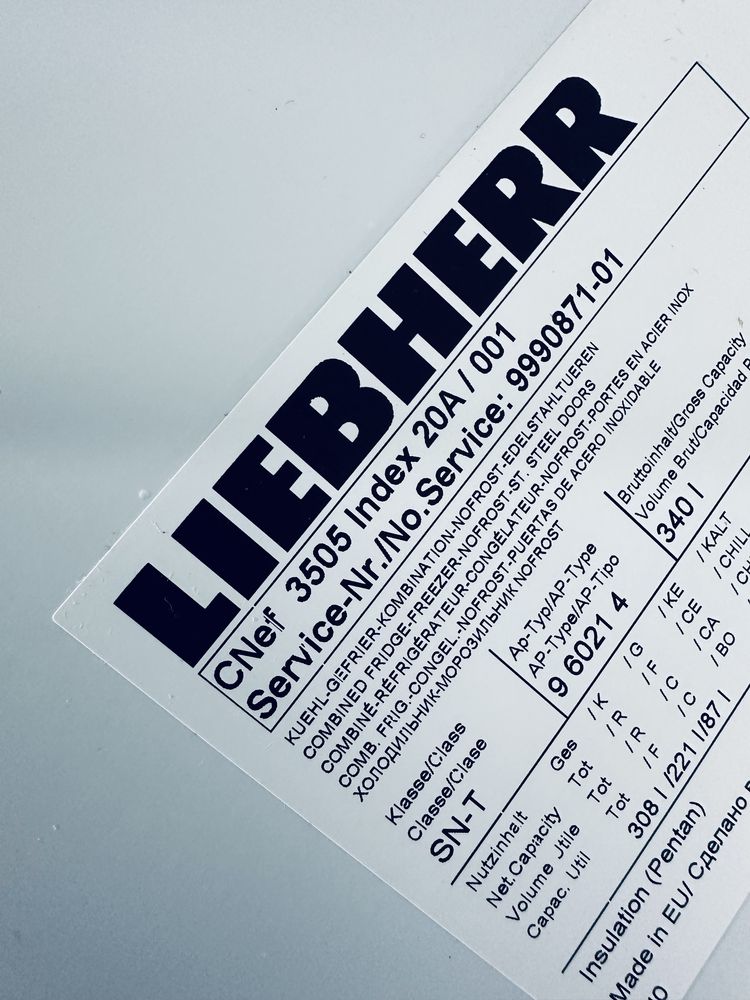 LIEBHERR
CNef 3505 Index 20A / 001
Service-Nr./No.Service: 9990871-01
KUEHL-GEFRIER-KOMBINATION-NOFROST-EDELSTAHLTUEREN
COMBINED FRIDGE-FREEZER-NOFROST-ST. STEEL DOORS
COMBINÉ-RÉFRIGÉRATEUR-CONGÉLATEUR-NOFROST-PORTES EN ACIER INOX
COMB. FRIG.-CONGEL.-NOFROST-PUERTAS DE ACERO INOXIDABLE
ХОЛОДИЛЬНИК-МОРОЗИЛЬНИК NOFROST
Klasse/Class
Classe/Clase
SN-T
Ap-Typ/AP-Type
AP-Type/AP-Tipo
9 6021 4
Bruttoinhalt/Gross Capacity
Volume Brut/Capacidad
340 l
Nutzinhalt Ges / K / G / KE / KALT
Net.Capacity Tot / R / F / CE / CHILL
Volume Utile Tot / R / C / CA
Capac. Util Tot / F / C / BO
308 l /221 l/87 l
Insulation (Pentan)
Made in EU/ Сделано